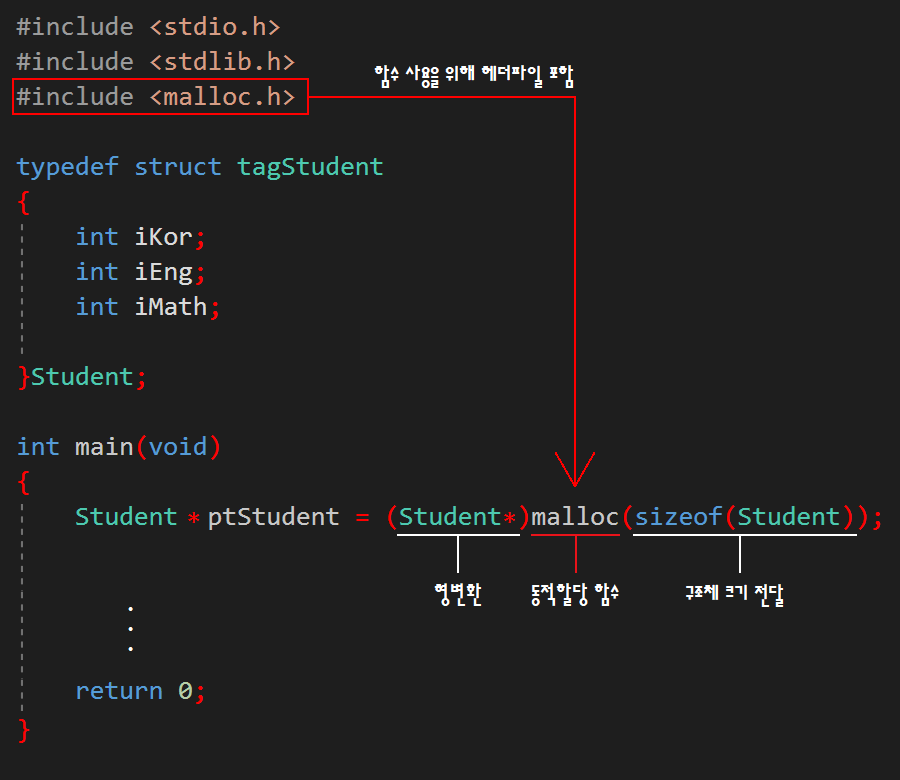 #include <stdio.h>
#include <stdlib.h>
함수 사용을 위해 헤더파일 포함
#include <malloc.h>
typedef struct tagStudent
{
int iKor;
int iEng;
int iMath;
}Student;
int main(void)
{
Student * ptStudent = (Student*)malloc(sizeof(Student));
형변환 동적할당 함수 구조체 크기 전달
.
.
.
return 0;
}